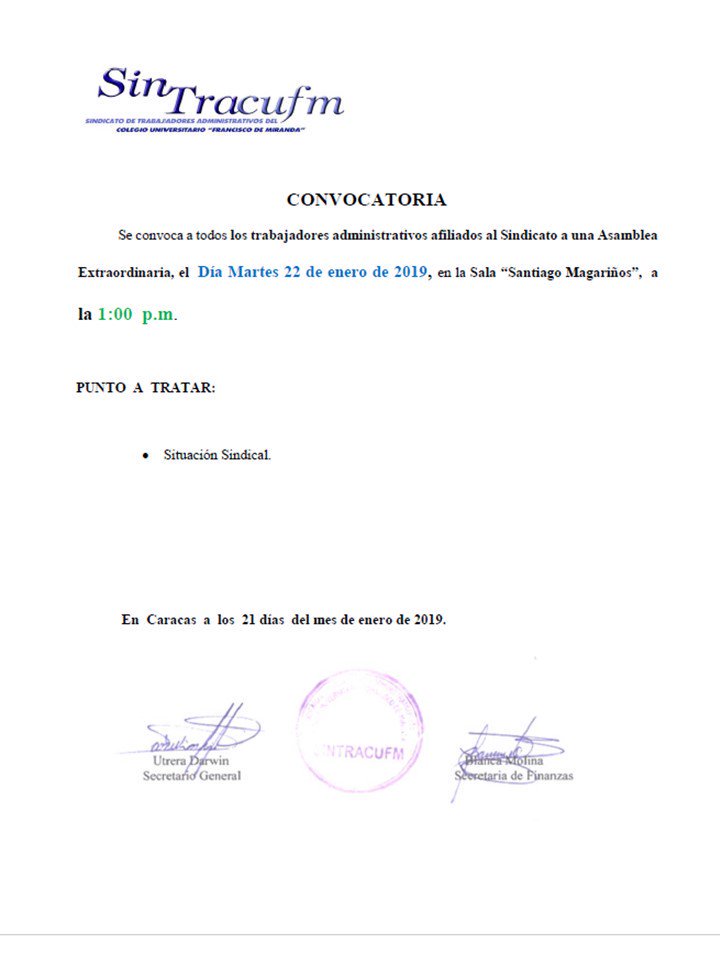 SinTracufm
SINDICATO DE TRABAJADORES ADMINISTRATIVOS DEL
COLEGIO UNIVERSITARIO "FRANCISCO DE MIRANDA"
CONVOCATORIA
Se convoca a todos los trabajadores administrativos afiliados al Sindicato a una Asamblea
Extraordinaria, el Día Martes 22 de enero de 2019, en la Sala “Santiago Magariños”, a
la 1:00 p.m.
PUNTO A TRATAR:
• Situación Sindical.
En Caracas a los 21 días del mes de enero de 2019.
SINTRACUFM
Utrera Darwin
Secretario General
Blanca Molina
Secretaria de Finanzas